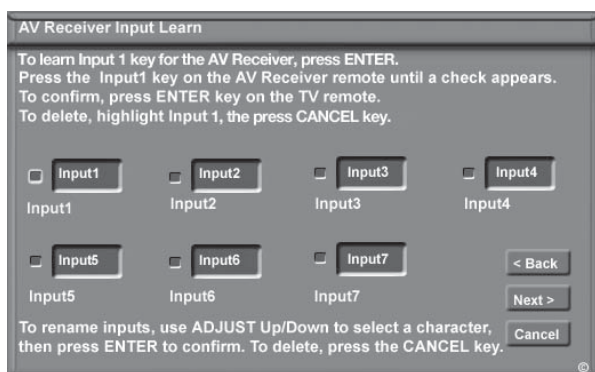 AV Receiver Input Learn
To learn Input 1 key for the AV Receiver, press ENTER.
Press the Input1 key on the AV Receiver remote until a check appears.
To confirm, press ENTER key on the TV remote.
To delete, highlight Input 1, the press CANCEL key.
Input1 Input2 Input3 Input4
Input1 Input2 Input3 Input4
Input5 Input6 Input7 < Back
Input5 Input6 Input7 Next >
To rename inputs, use ADJUST Up/Down to select a character,
then press ENTER to confirm. To delete, press the CANCEL key.
Cancel
©